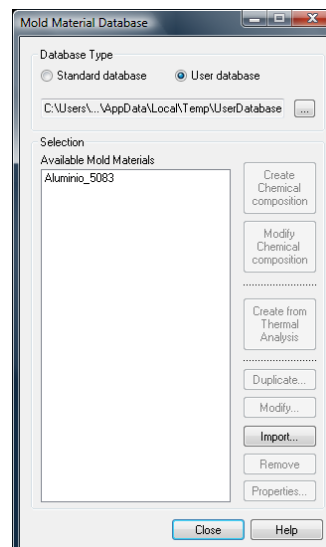 Mold Material Database
Database Type
Standard database
User database
C:\Users\...\AppData\Local\Temp\UserDatabase
...
Selection
Available Mold Materials
Aluminio_5083
Create
Chemical
composition
Modify
Chemical
composition
Create from
Thermal
Analysis
Duplicate...
Modify...
Import...
Remove
Properties...
Close
Help